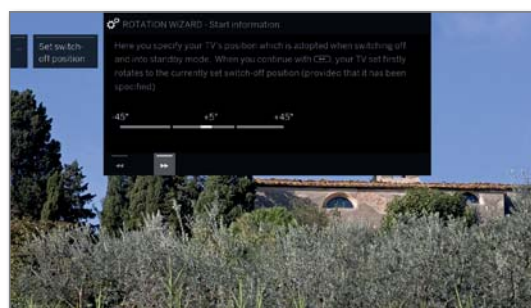 ROTATION WIZARD - Start information
Set switch-
off position
Here you specify your TV's position which is adopted when switching off
and into standby mode. When you continue with , your TV set firstly
rotates to the currently set switch-off position (provided that it has been
specified)
-45° +5° +45°